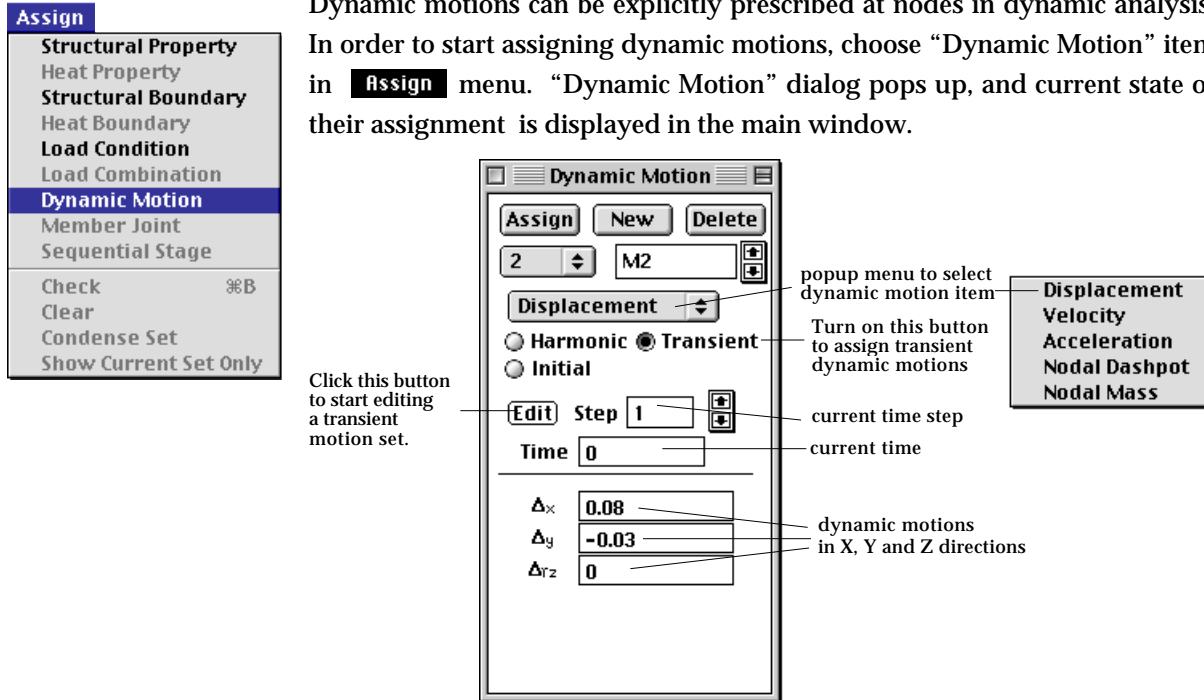 Assign
Structural Property
Heat Property
Structural Boundary
Heat Boundary
Load Condition
Load Combination
Dynamic Motion
Member Joint
Sequential Stage
Check ⌘B
Clear
Condense Set
Show Current Set Only
Dynamic motions can be explicitly prescribed at nodes in dynamic analysis
In order to start assigning dynamic motions, choose “Dynamic Motion” item
in Assign menu. “Dynamic Motion” dialog pops up, and current state o
their assignment is displayed in the main window.
Dynamic Motion
Assign New Delete
2 M2
Displacement
Harmonic Transient
Initial
Edit Step 1
Time 0
Δx 0.08
Δy -0.03
Δrz 0
Click this button
to start editing
a transient
motion set.
popup menu to select
dynamic motion item
Turn on this button
to assign transient
dynamic motions
current time step
current time
dynamic motions
in X, Y and Z directions
Displacement
Velocity
Acceleration
Nodal Dashpot
Nodal Mass